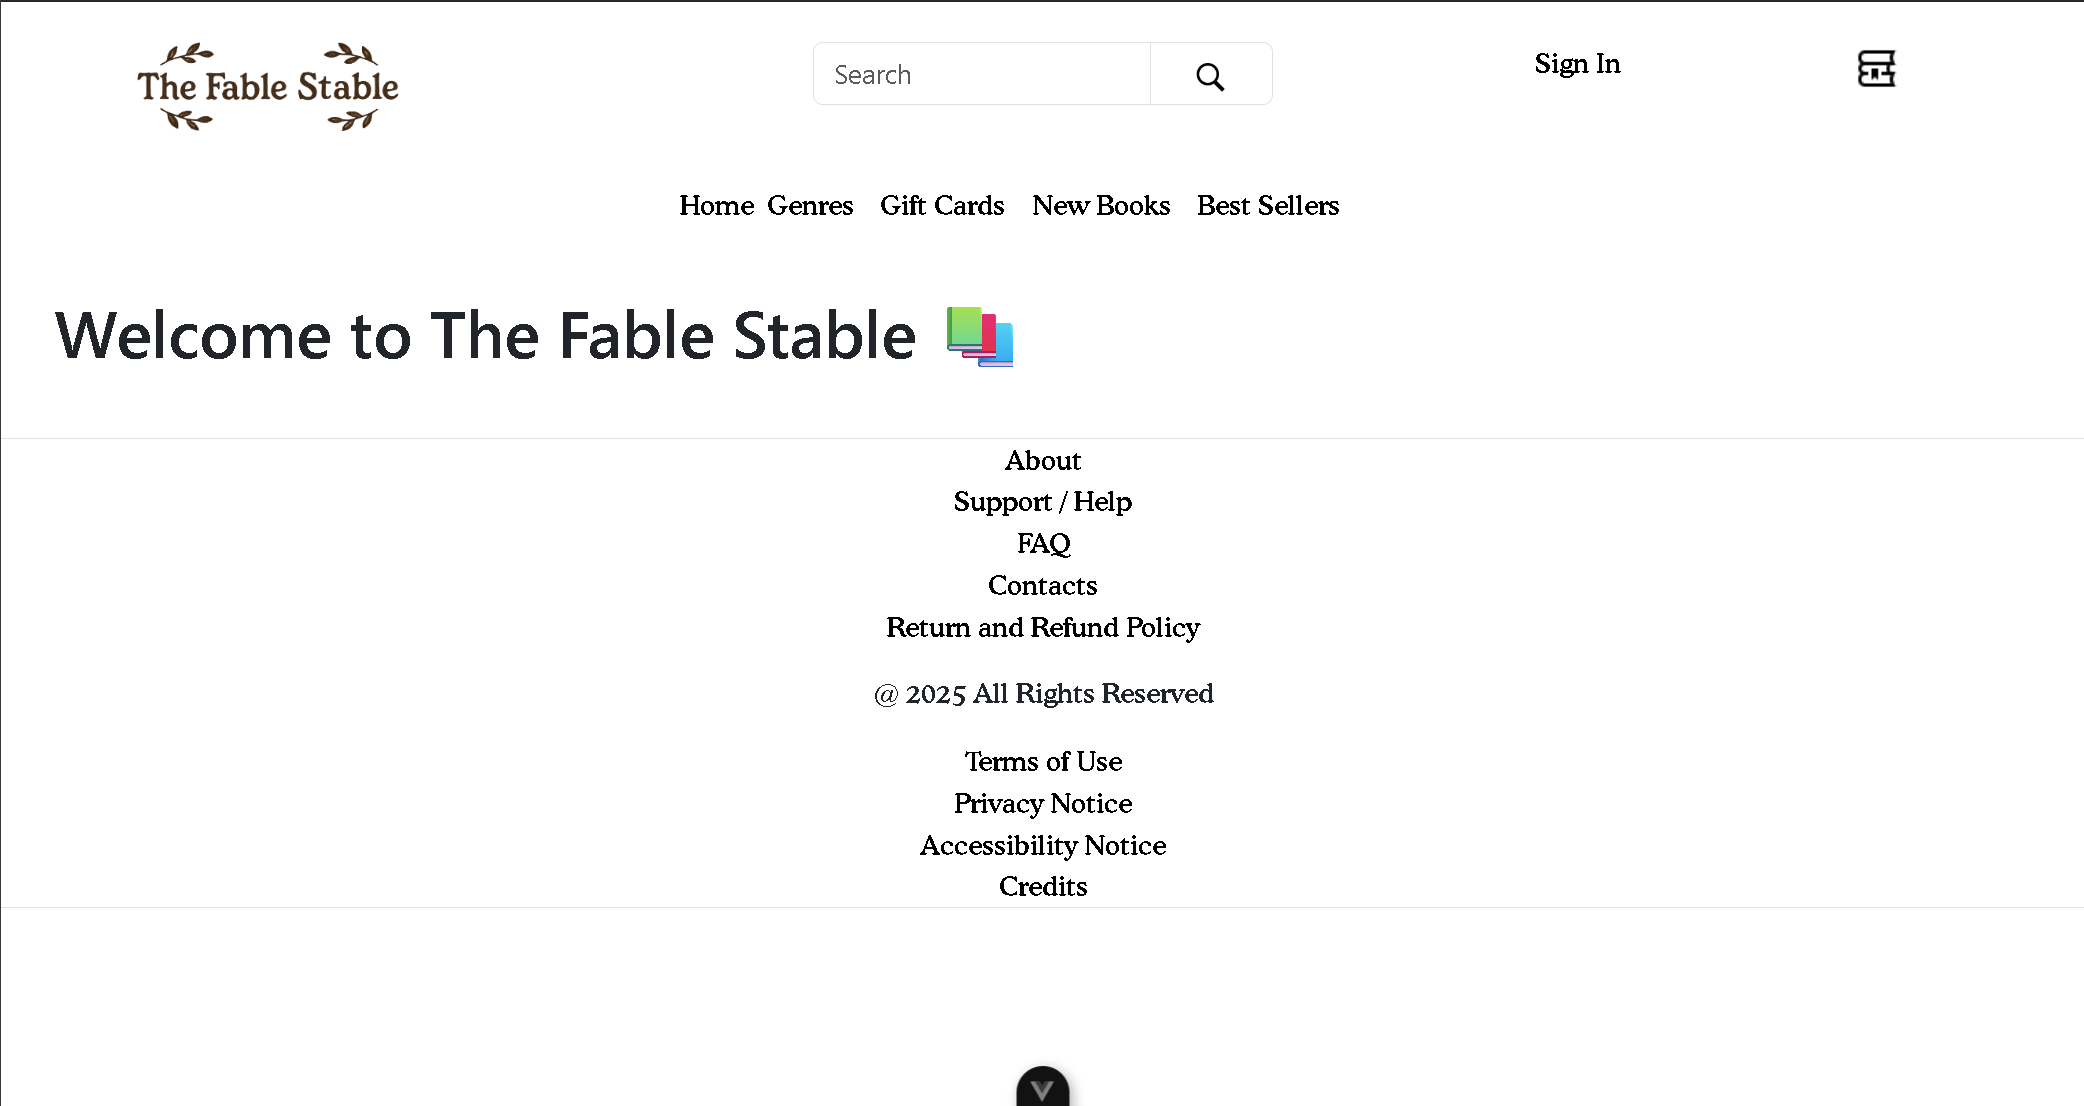 The Fable Stable
Search
Sign In
Home Genres Gift Cards New Books Best Sellers
Welcome to The Fable Stable 📚
About
Support / Help
FAQ
Contacts
Return and Refund Policy
@ 2025 All Rights Reserved
Terms of Use
Privacy Notice
Accessibility Notice
Credits